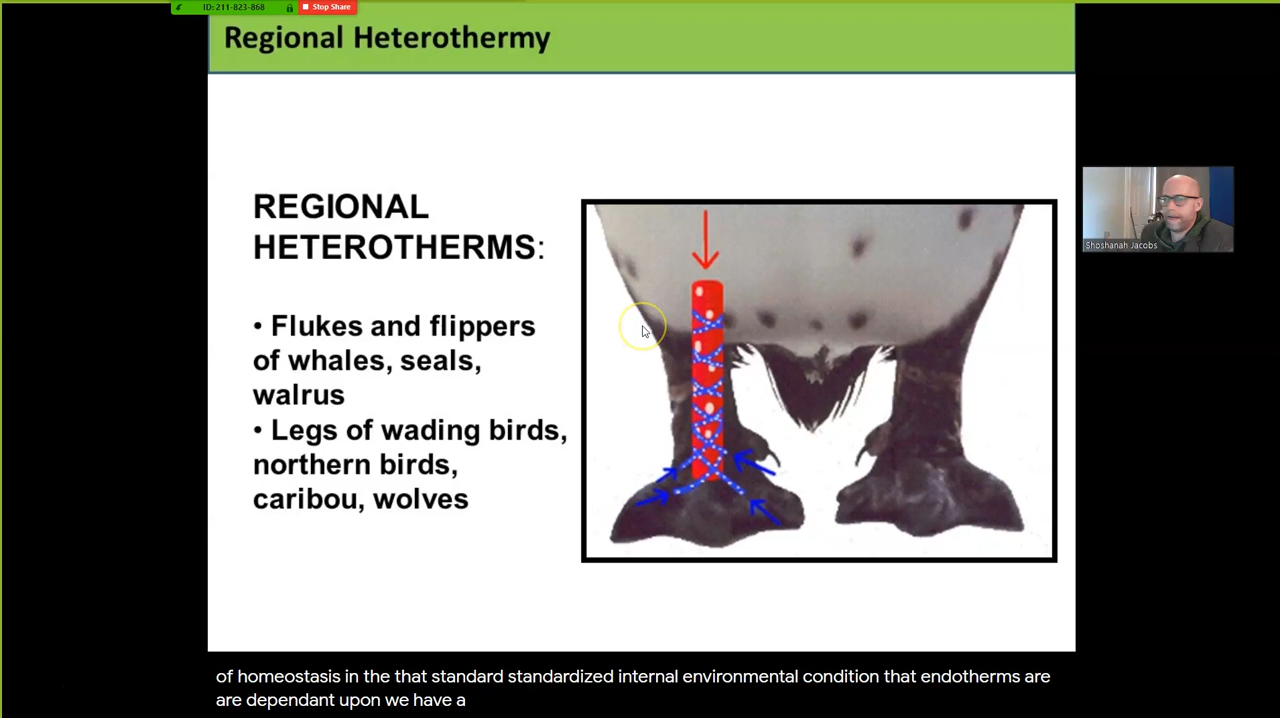 ID: 211-823-868
Stop Share
Regional Heterothermy
REGIONAL
HETEROTHERMS:
• Flukes and flippers
of whales, seals,
walrus
• Legs of wading birds,
northern birds,
caribou, wolves
Shoshanah Jacobs
of homeostasis in the that standard standardized internal environmental condition that endotherms are
are dependant upon we have a